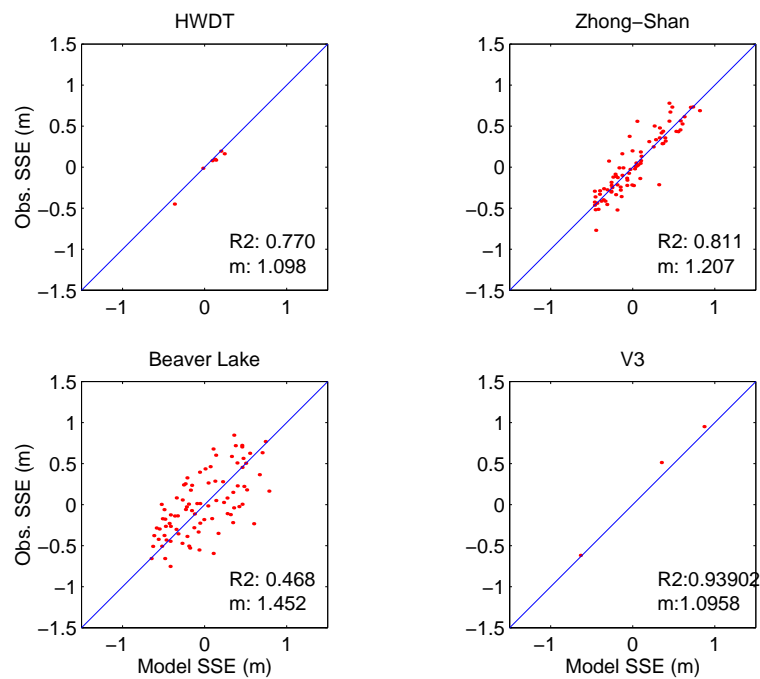 HWDT
1.5
1
0.5
0
−0.5
−1
−1.5
Obs. SSE (m)
−1
0
1
R2: 0.770
m: 1.098
Zhong−Shan
1.5
1
0.5
0
−0.5
−1
−1.5
−1
0
1
R2: 0.811
m: 1.207
Beaver Lake
1.5
1
0.5
0
−0.5
−1
−1.5
Obs. SSE (m)
−1
0
1
R2: 0.468
m: 1.452
Model SSE (m)
V3
1.5
1
0.5
0
−0.5
−1
−1.5
−1
0
1
R2:0.93902
m:1.0958
Model SSE (m)